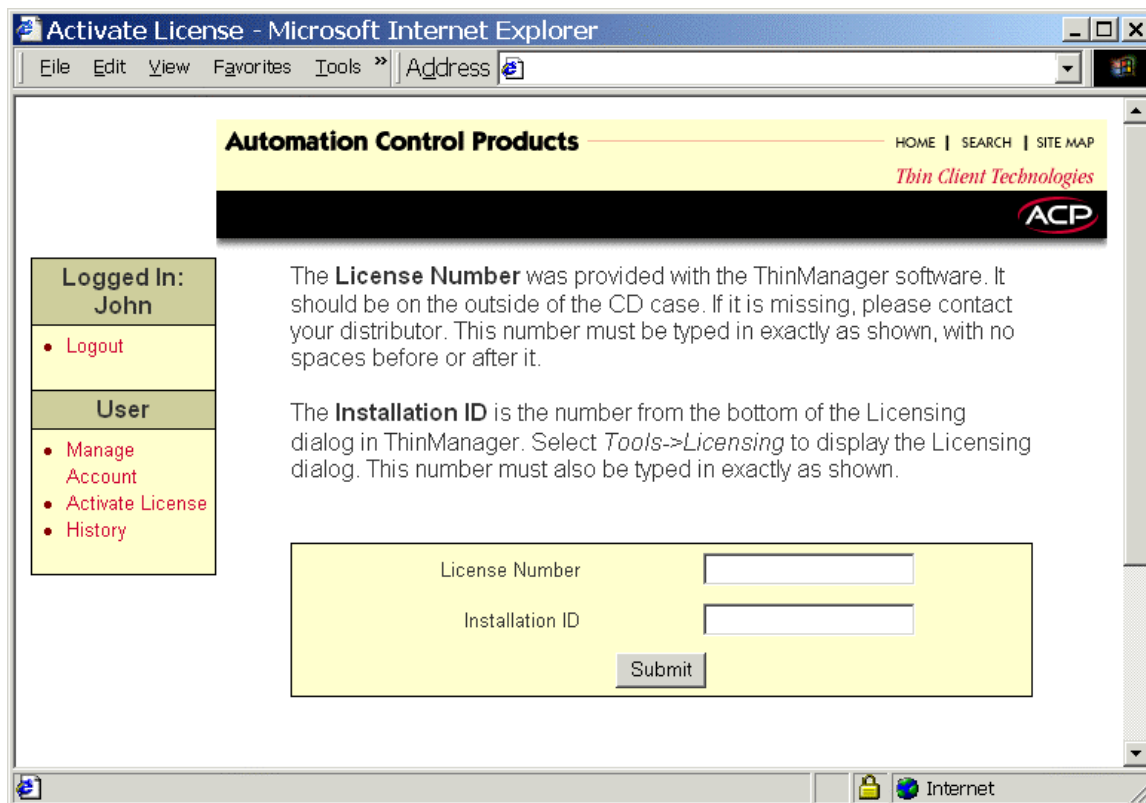 Activate License - Microsoft Internet Explorer
File Edit View Favorites Tools » Address
Automation Control Products
HOME | SEARCH | SITE MAP
Thin Client Technologies
ACP
Logged In:
John
• Logout
User
• Manage
Account
• Activate License
• History
The License Number was provided with the ThinManager software. It
should be on the outside of the CD case. If it is missing, please contact
your distributor. This number must be typed in exactly as shown, with no
spaces before or after it.
The Installation ID is the number from the bottom of the Licensing
dialog in ThinManager. Select Tools->Licensing to display the Licensing
dialog. This number must also be typed in exactly as shown.
License Number
Installation ID
Submit
Internet